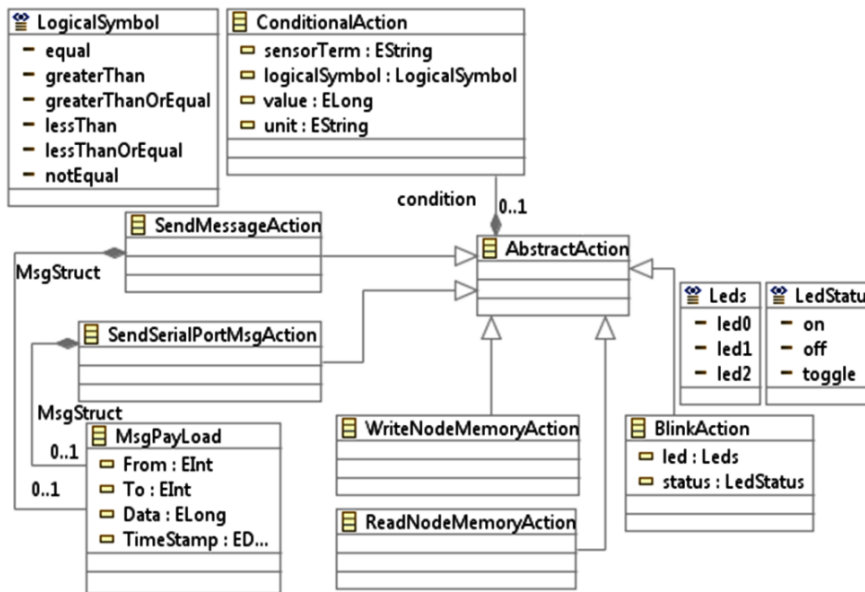 LogicalSymbol
equal
greaterThan
greaterThanOrEqual
lessThan
lessThanOrEqual
notEqual
ConditionalAction
sensorTerm : EString
logicalSymbol : LogicalSymbol
value : ELong
unit : EString
condition
0..1
SendMessageAction
MsgStruct
AbstractAction
SendSerialPortMsgAction
MsgStruct
0..1
0..1
MsgPayLoad
From : EInt
To : EInt
Data : ELong
TimeStamp : ED...
Leds
led0
led1
led2
LedStatus
on
off
toggle
WriteNodeMemoryAction
BlinkAction
led : Leds
status : LedStatus
ReadNodeMemoryAction